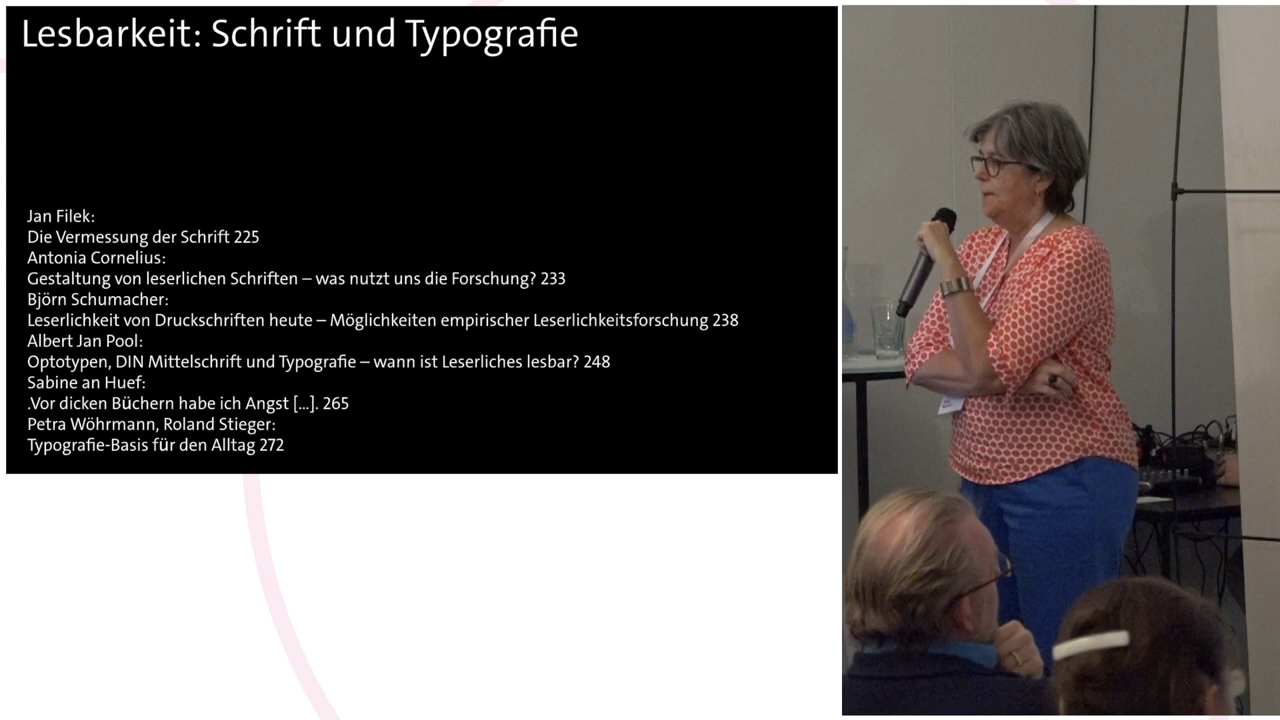 Lesbarkeit: Schrift und Typografie
Jan Filek:
Die Vermessung der Schrift 225
Antonia Cornelius:
Gestaltung von leserlichen Schriften – was nutzt uns die Forschung? 233
Björn Schumacher:
Leserlichkeit von Druckschriften heute – Möglichkeiten empirischer Leserlichkeitsforschung 238
Albert Jan Pool:
Optotypen, DIN Mittelschrift und Typografie – wann ist Leserliches lesbar? 248
Sabine an Huef:
.Vor dicken Büchern habe ich Angst [...]. 265
Petra Wöhrmann, Roland Stieger:
Typografie-Basis für den Alltag 272